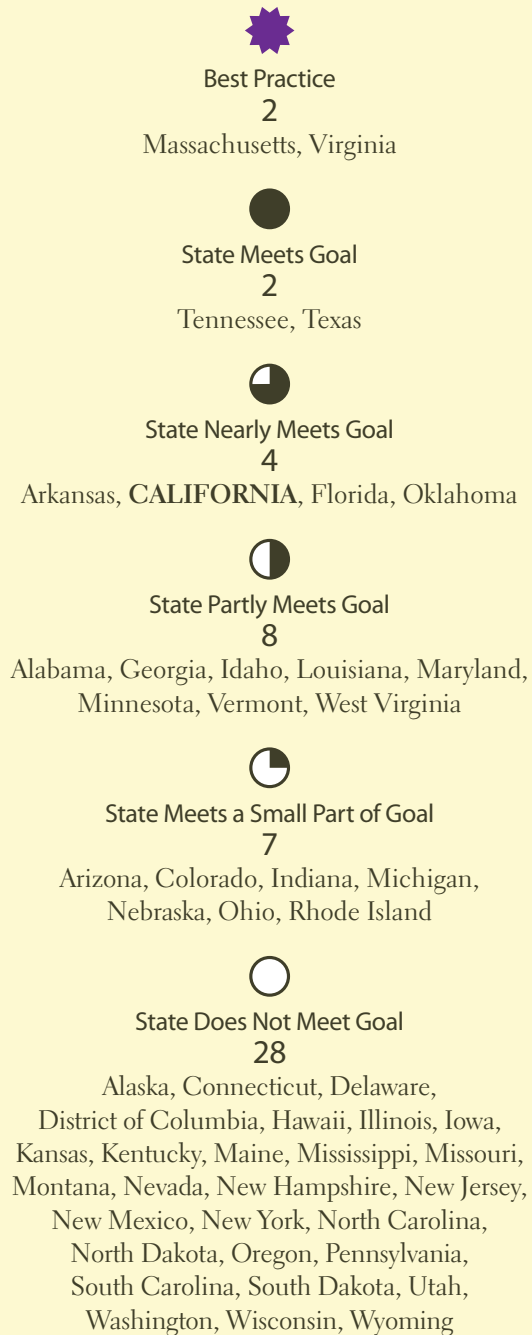 Best Practice
2
Massachusetts, Virginia
State Meets Goal
2
Tennessee, Texas
State Nearly Meets Goal
4
Arkansas, CALIFORNIA, Florida, Oklahoma
State Partly Meets Goal
8
Alabama, Georgia, Idaho, Louisiana, Maryland,
Minnesota, Vermont, West Virginia
State Meets a Small Part of Goal
7
Arizona, Colorado, Indiana, Michigan,
Nebraska, Ohio, Rhode Island
State Does Not Meet Goal
28
Alaska, Connecticut, Delaware,
District of Columbia, Hawaii, Illinois, Iowa,
Kansas, Kentucky, Maine, Mississippi, Missouri,
Montana, Nevada, New Hampshire, New Jersey,
New Mexico, New York, North Carolina,
North Dakota, Oregon, Pennsylvania,
South Carolina, South Dakota, Utah,
Washington, Wisconsin, Wyoming